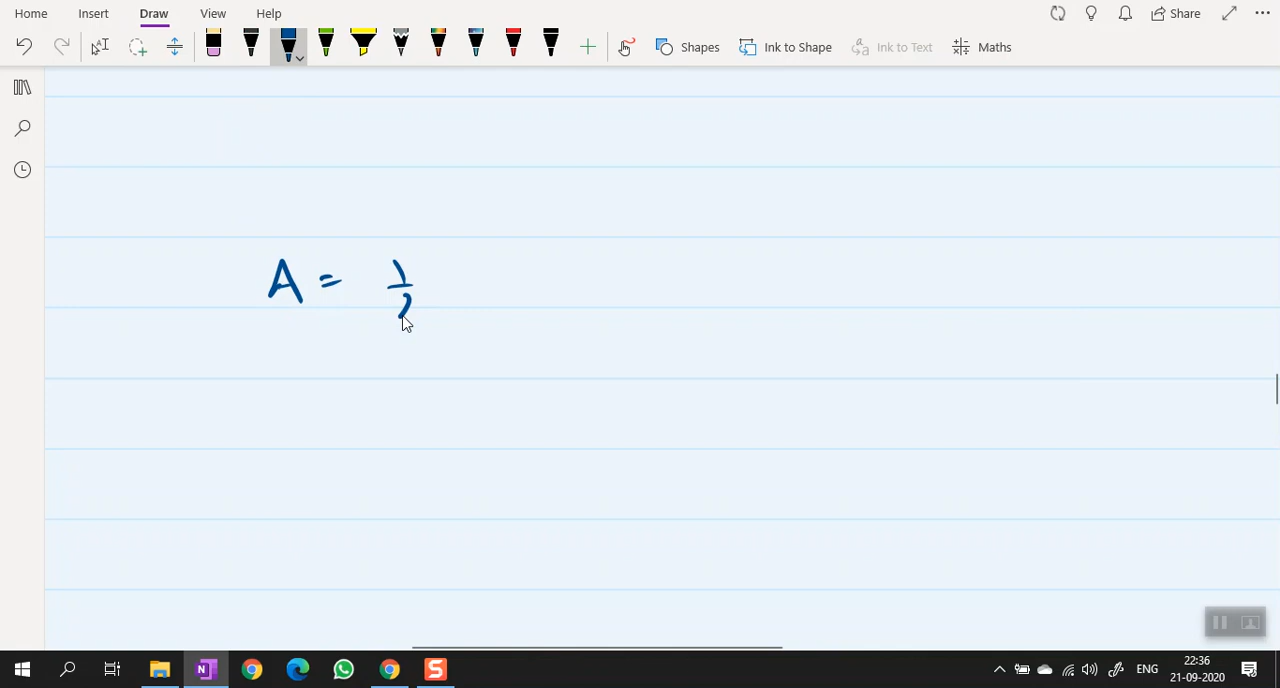 Home Insert Draw View Help Share
Shapes Ink to Shape Ink to Text Maths
A = 1
ENG 22:36
21-09-2020